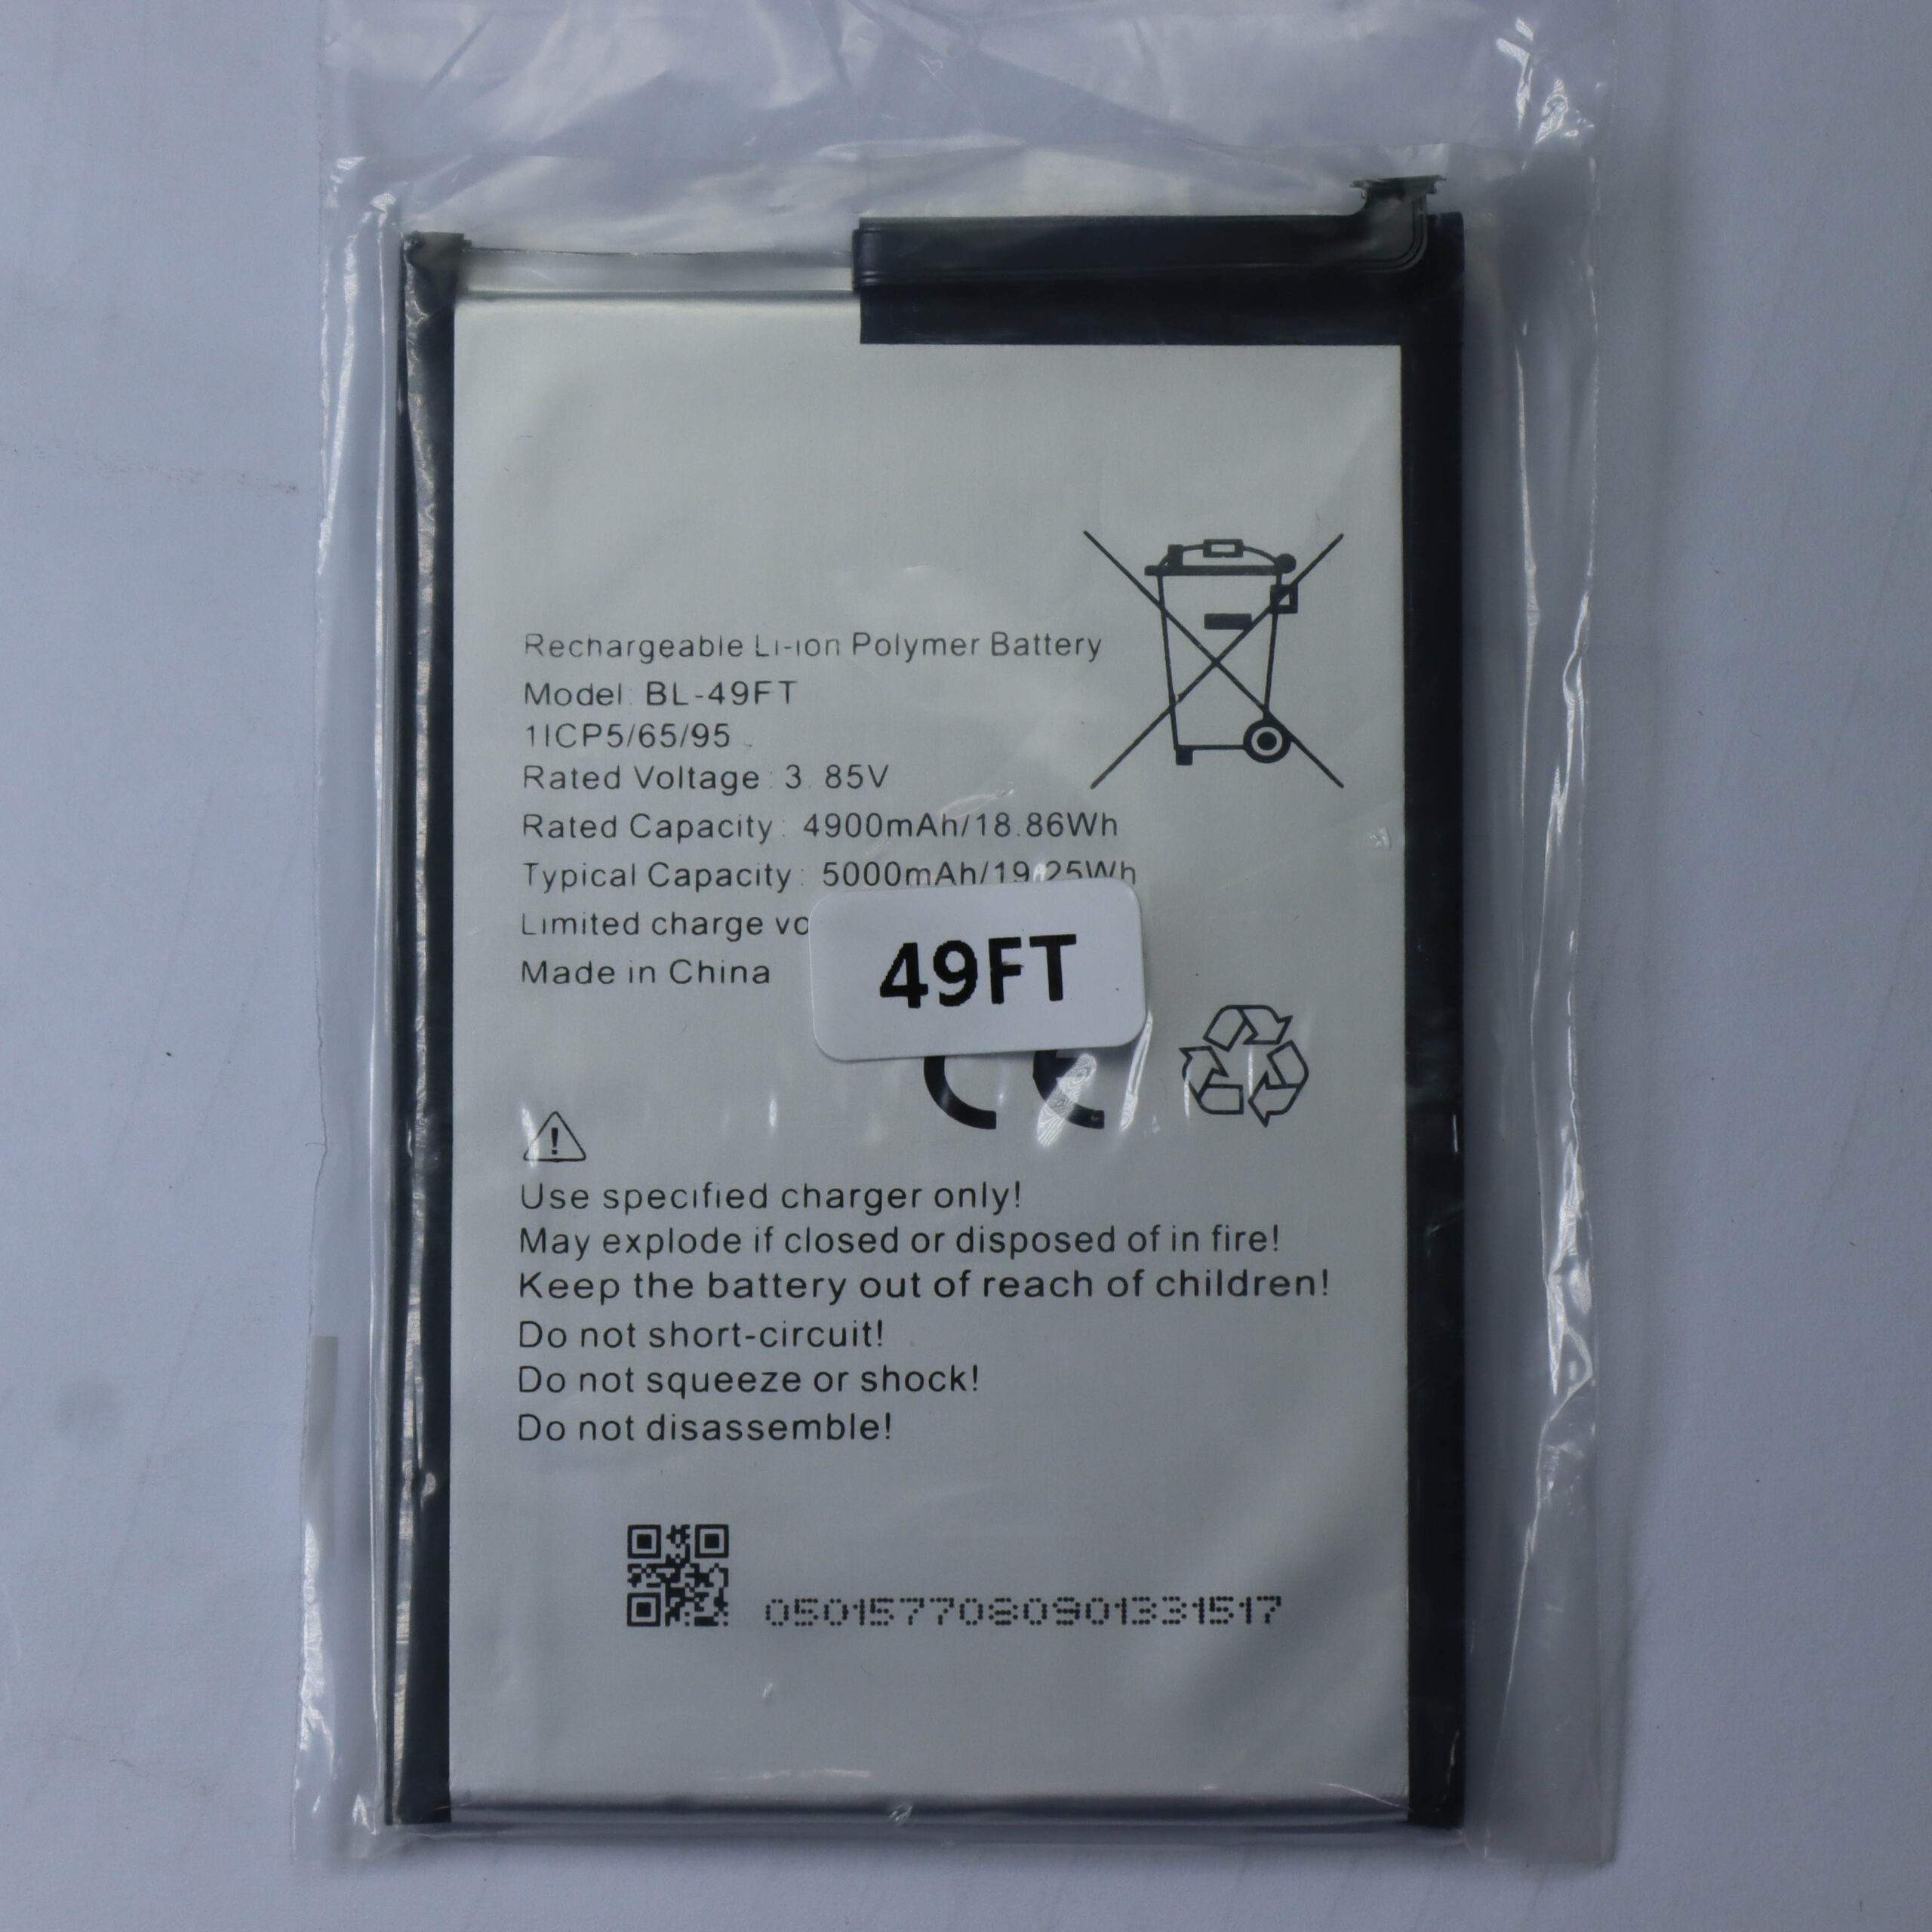 Rechargeable Li-ion Polymer Battery
Model: BL-49FT
1ICP5/65/95
Rated Voltage: 3.85V
Rated Capacity: 4900mAh/18.86Wh
Typical Capacity: 5000mAh/19.25Wh
Limited charge
Made in China
49FT
CE
Use specified charger only!
May explode if closed or disposed of in fire!
Keep the battery out of reach of children!
Do not short-circuit!
Do not squeeze or shock!
Do not disassemble!
0501577080901331517